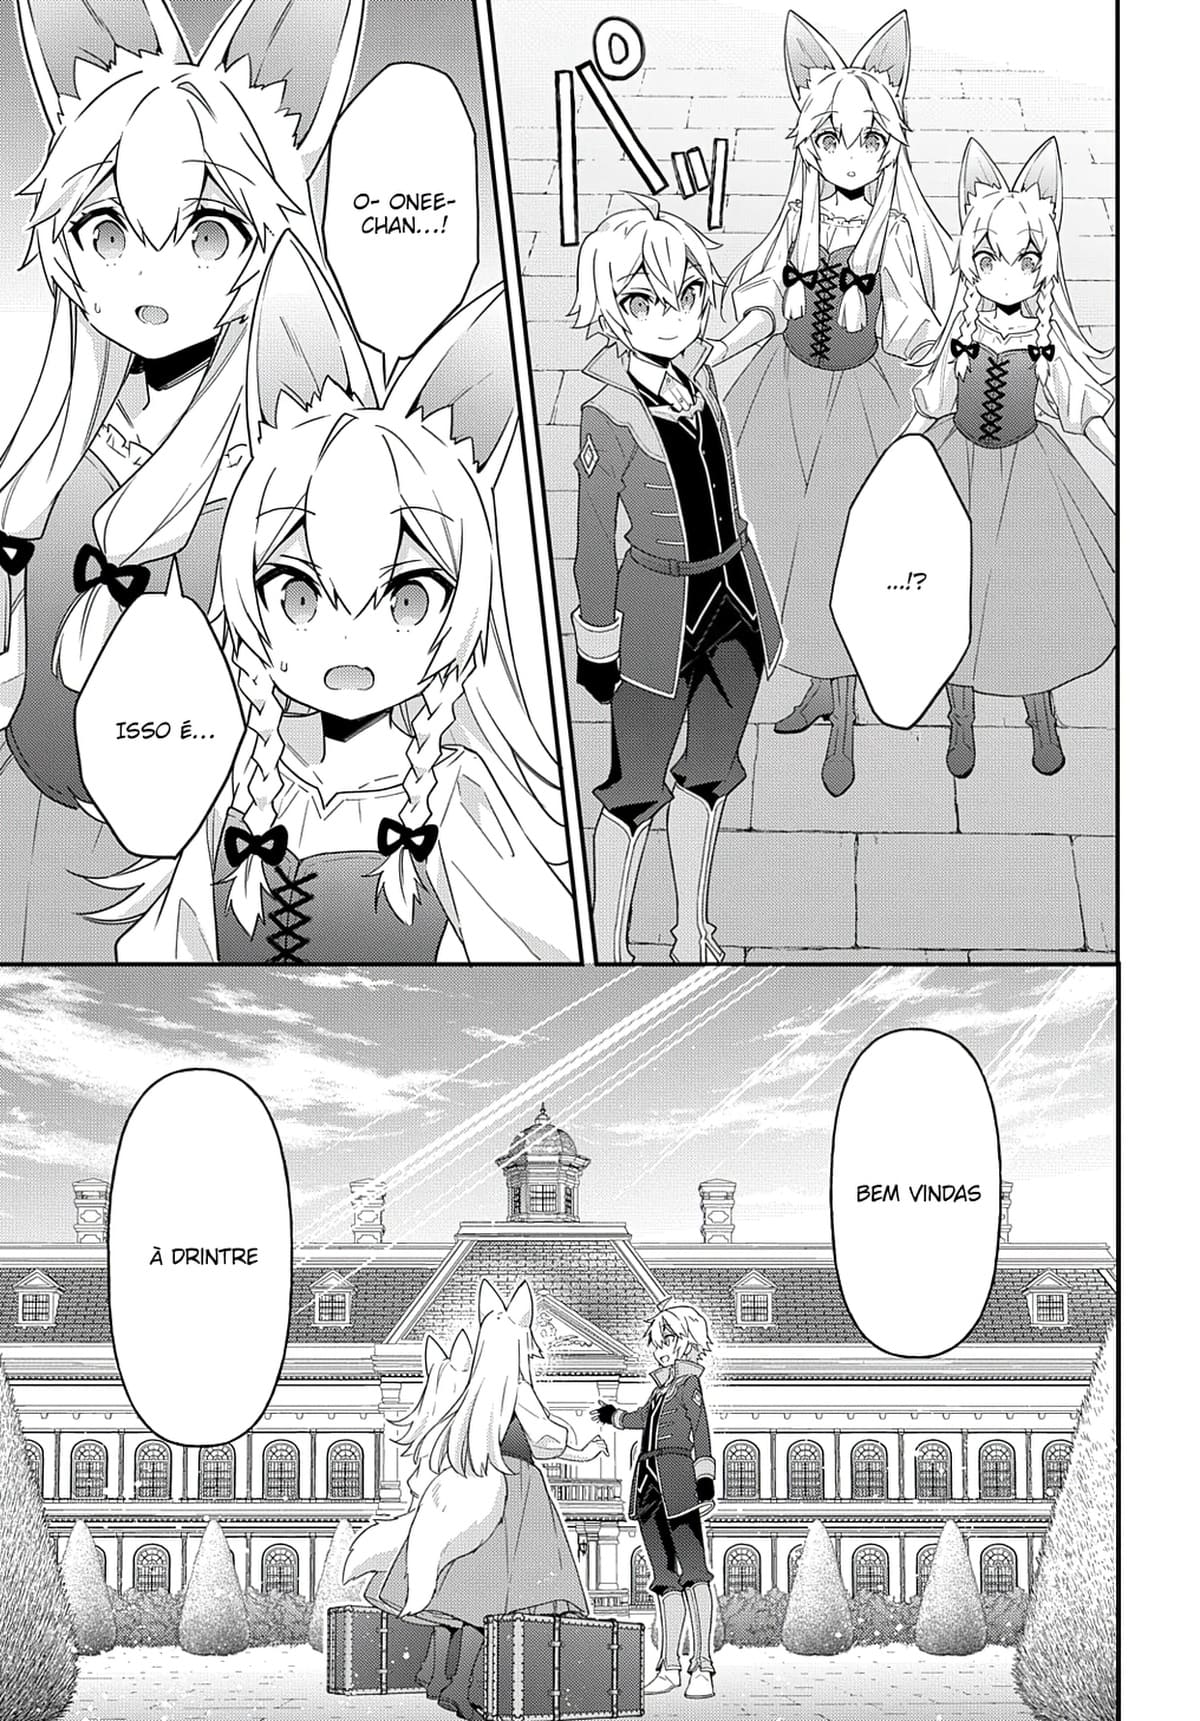 パッ
...!?
O- ONEE-
CHAN...!
ISSO É...
BEM VINDAS
À DRINTRE